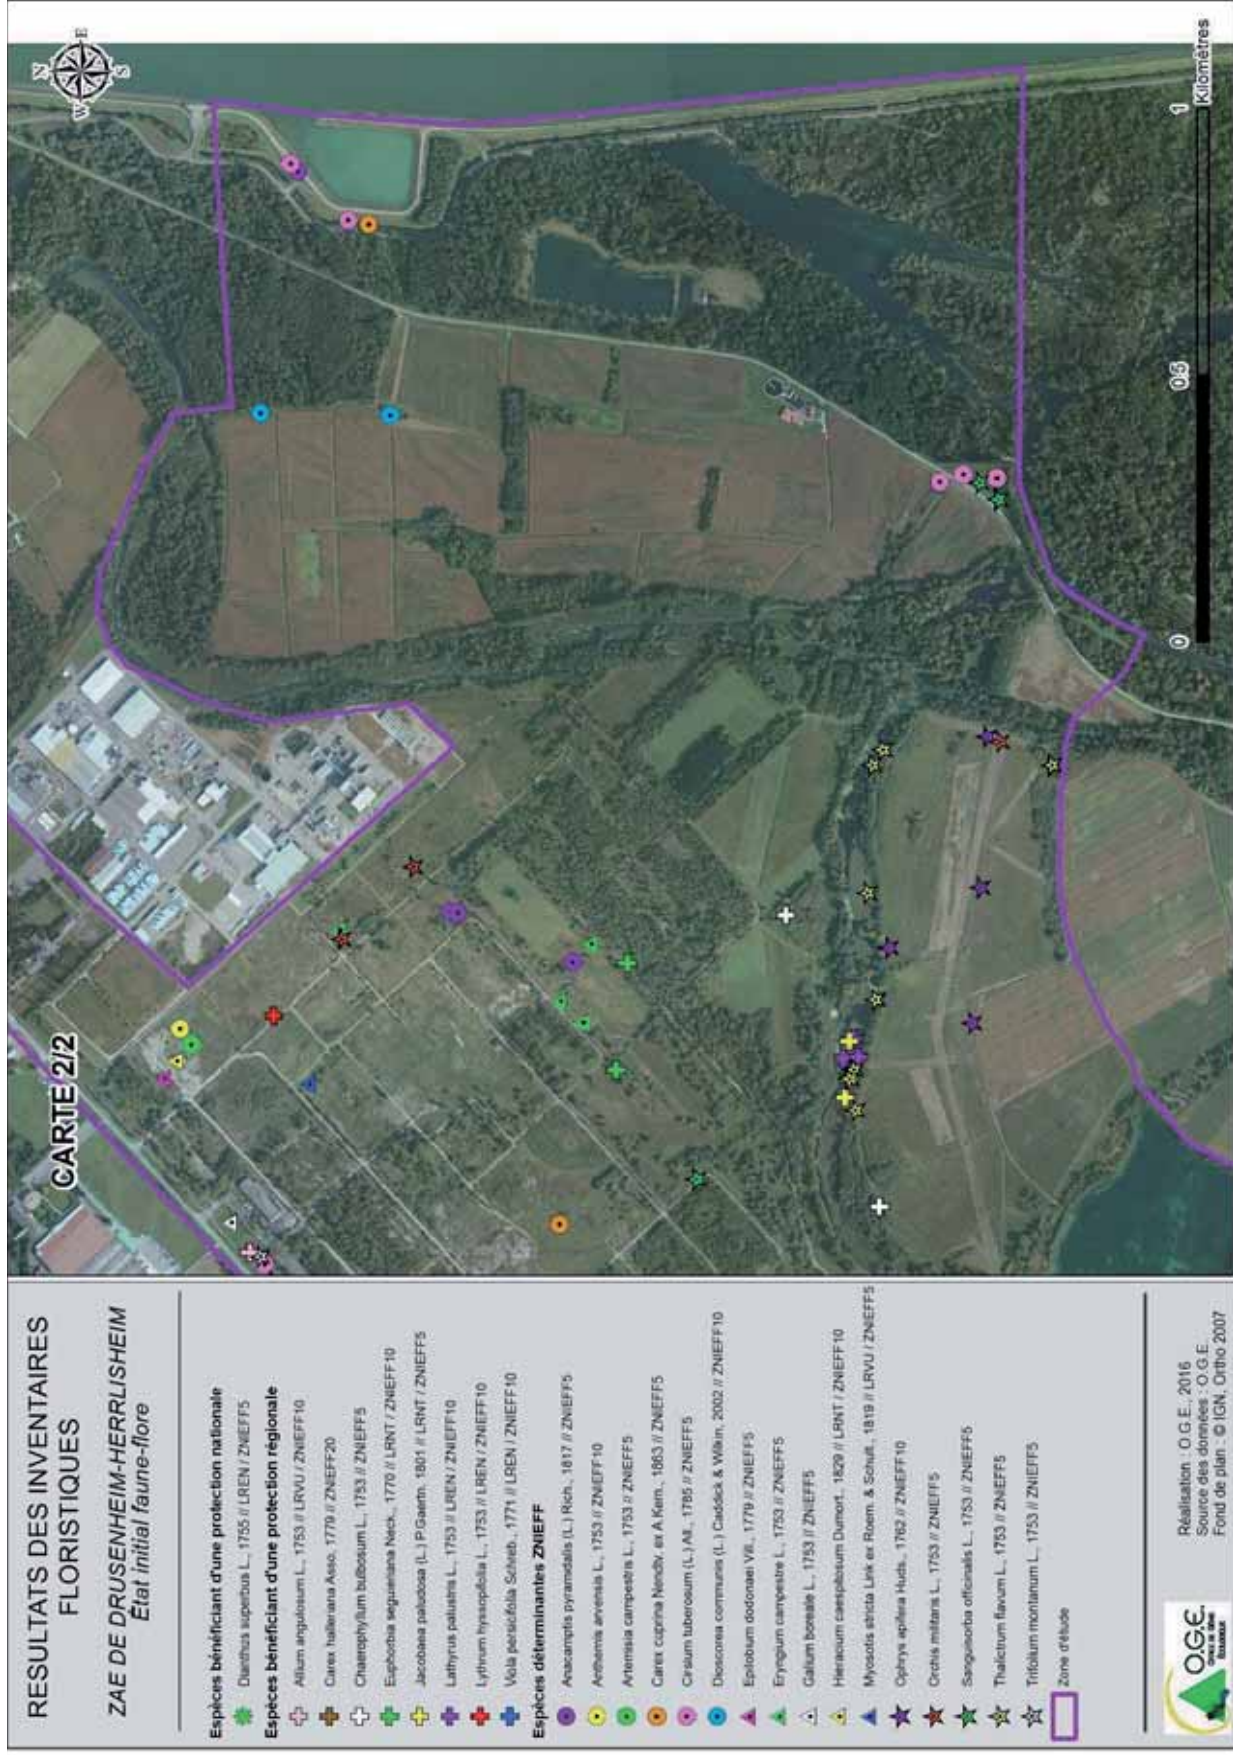 RESULTATS DES INVENTAIRES
FLORISTIQUES
ZAE DE DRUSENHEIM-HERRLISHEIM
État initial faune-flore
Espèces bénéficiant d'une protection nationale
Dianthus superbus L., 1755 // LREN / ZNIEFF5
Espèces bénéficiant d'une protection régionale
Allium angulosum L., 1753 // LRVU / ZNIEFF10
Carex halleriana Asso, 1779 // ZNIEFF20
Chaerophyllum bulbosum L., 1753 // ZNIEFF5
Euphorbia segueriana Neck., 1770 // LRNT / ZNIEFF10
Jacobaea paludosa (L.) P.Gaertn. 1801 // LRNT / ZNIEFF5
Lathyrus palustris L., 1753 // LREN / ZNIEFF10
Lythrum hyssopifolia L., 1753 // LREN / ZNIEFF10
Viola persicifolia Schreb., 1771 // LREN / ZNIEFF10
Espèces déterminantes ZNIEFF
Anacamptis pyramidalis (L.) Rich., 1817 // ZNIEFF5
Anthemis arvensis L., 1753 // ZNIEFF10
Artemisia campestris L., 1753 // ZNIEFF5
Carex cuprina Nendtv. ex A.Kern., 1863 // ZNIEFF5
Cirsium tuberosum (L.) All., 1785 // ZNIEFF5
Dioscorea communis (L.) Caddick & Wilkin, 2002 // ZNIEFF10
Epilobium dodonaei Vill., 1779 // ZNIEFF5
Eryngium campestre L., 1753 // ZNIEFF5
Galium boreale L., 1753 // ZNIEFF5
Hieracium caespitosum Dumort., 1829 // LRNT / ZNIEFF10
Myosotis stricta Link ex Roem. & Schult., 1819 // LRVU / ZNIEFF5
Ophrys apifera Huds., 1762 // ZNIEFF10
Orchis militaris L., 1753 // ZNIEFF5
Sanguisorba officinalis L., 1753 // ZNIEFF5
Thalictrum flavum L., 1753 // ZNIEFF5
Trifolium montanum L., 1753 // ZNIEFF5
Zone d'étude
O.G.E.
Réalisation : O.G.E., 2016
Source des données : O.G.E.
Fond de plan : © IGN, Ortho 2007
CARTE 2/2
N
W
E
S
0
0.5
1
Kilomètres